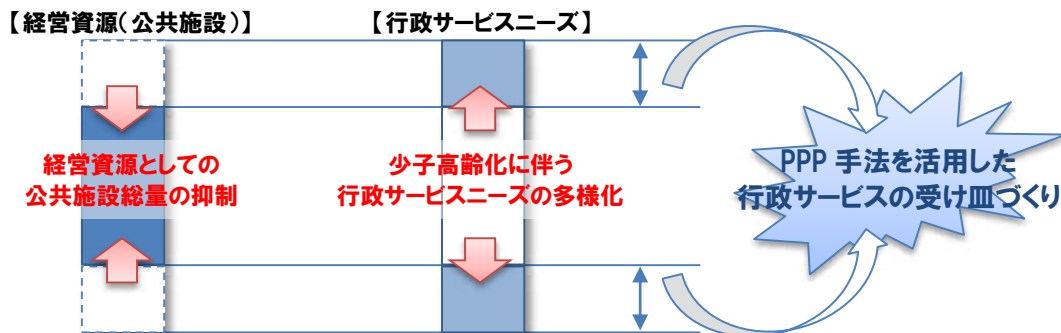 【経営資源(公共施設)】
【行政サービスニーズ】
経営資源としての
公共施設総量の抑制
少子高齢化に伴う
行政サービスニーズの多様化
PPP 手法を活用した
行政サービスの受け皿づくり